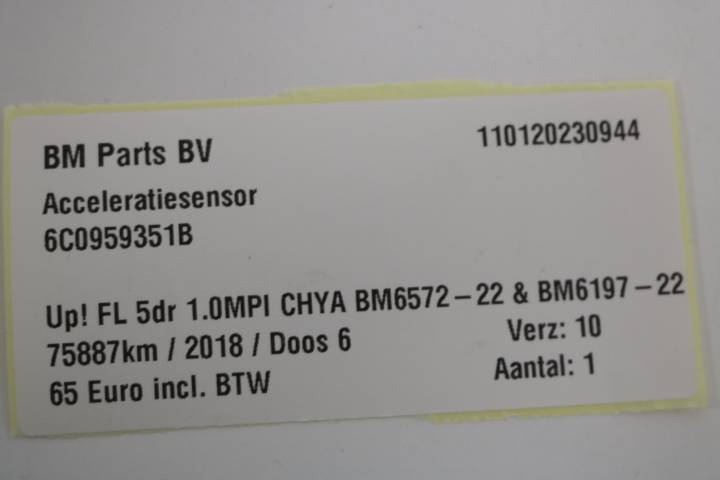 BM Parts BV 110120230944
Acceleratiesensor
6C0959351B
Up! FL 5dr 1.0MPI CHYA BM6572-22 & BM6197-22
75887km / 2018 / Doos 6 Verz: 10
65 Euro incl. BTW Aantal: 1